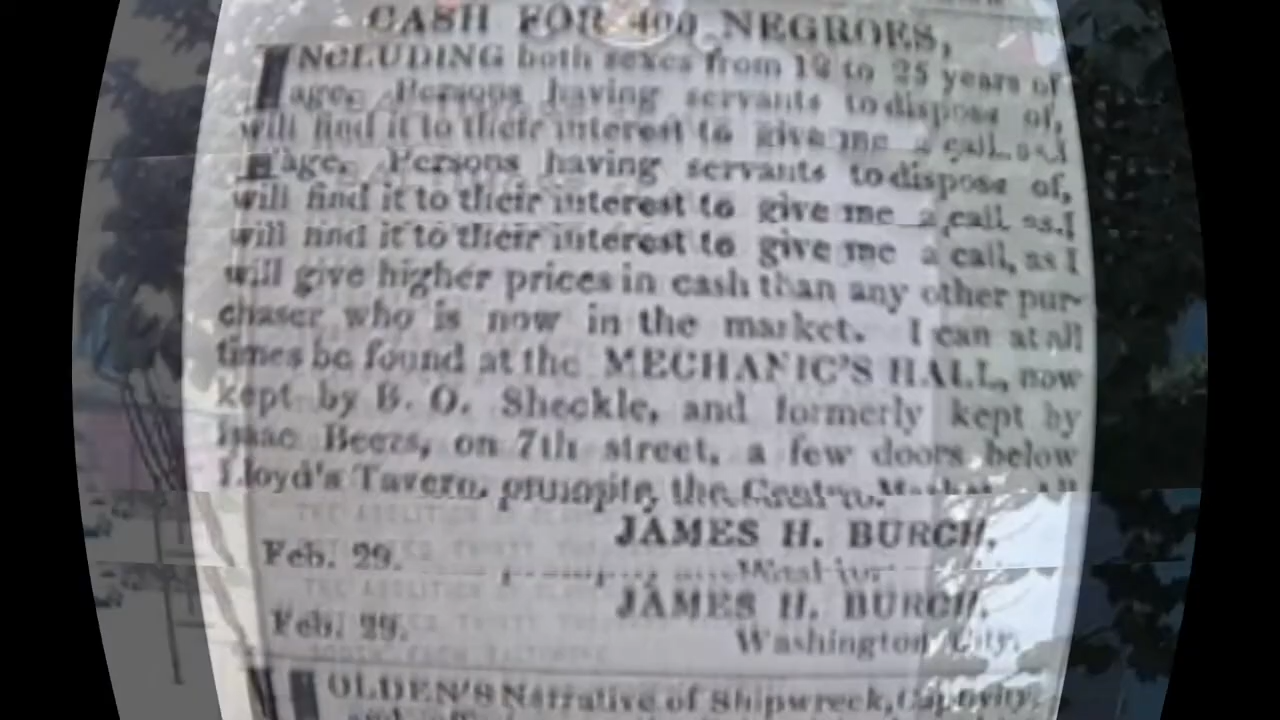 CASH FOR 400 NEGROES,
INCLUDING both sexes from 12 to 25 years of
age. Persons having servants to dispose of,
will find it to their interest to give me a call, as I
age. Persons having servants to dispose of,
will find it to their interest to give me a call, as I
will find it to their interest to give me a call, as I
will give higher prices in cash than any other pur-
chaser who is now in the market. I can at all
times be found at the MECHANIC'S HALL, now
kept by B. O. Sheckle, and formerly kept by
Isaac Beers, on 7th street, a few doors below
Lloyd's Tavern, the
JAMES H. BURCH,
Feb. 29.
JAMES H. BURCH,
Feb. 29.
Washington City.
OLDEN'S Narrative of Shipwreck, Captivity,